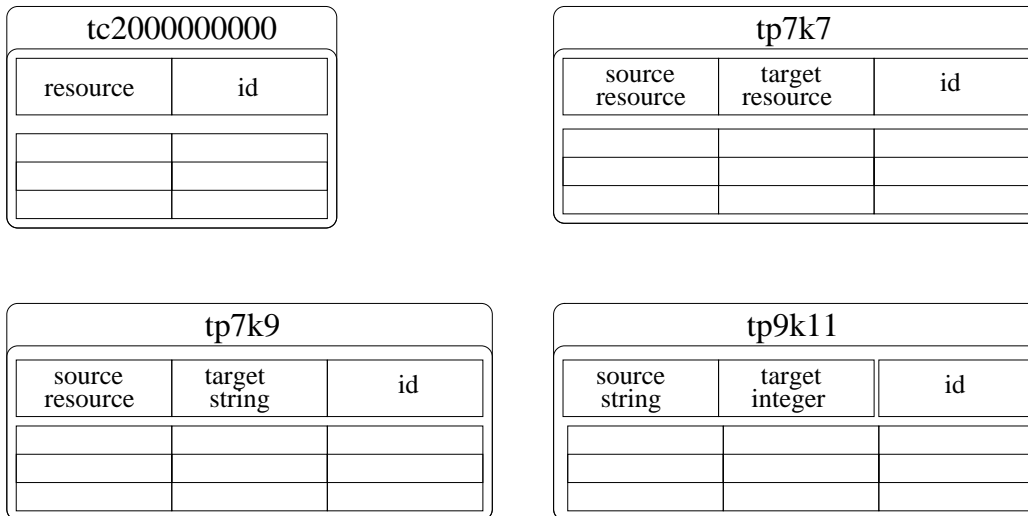 tc2000000000
resource id
tp7k7
source resource target resource id
tp7k9
source resource target string id
tp9k11
source string target integer id